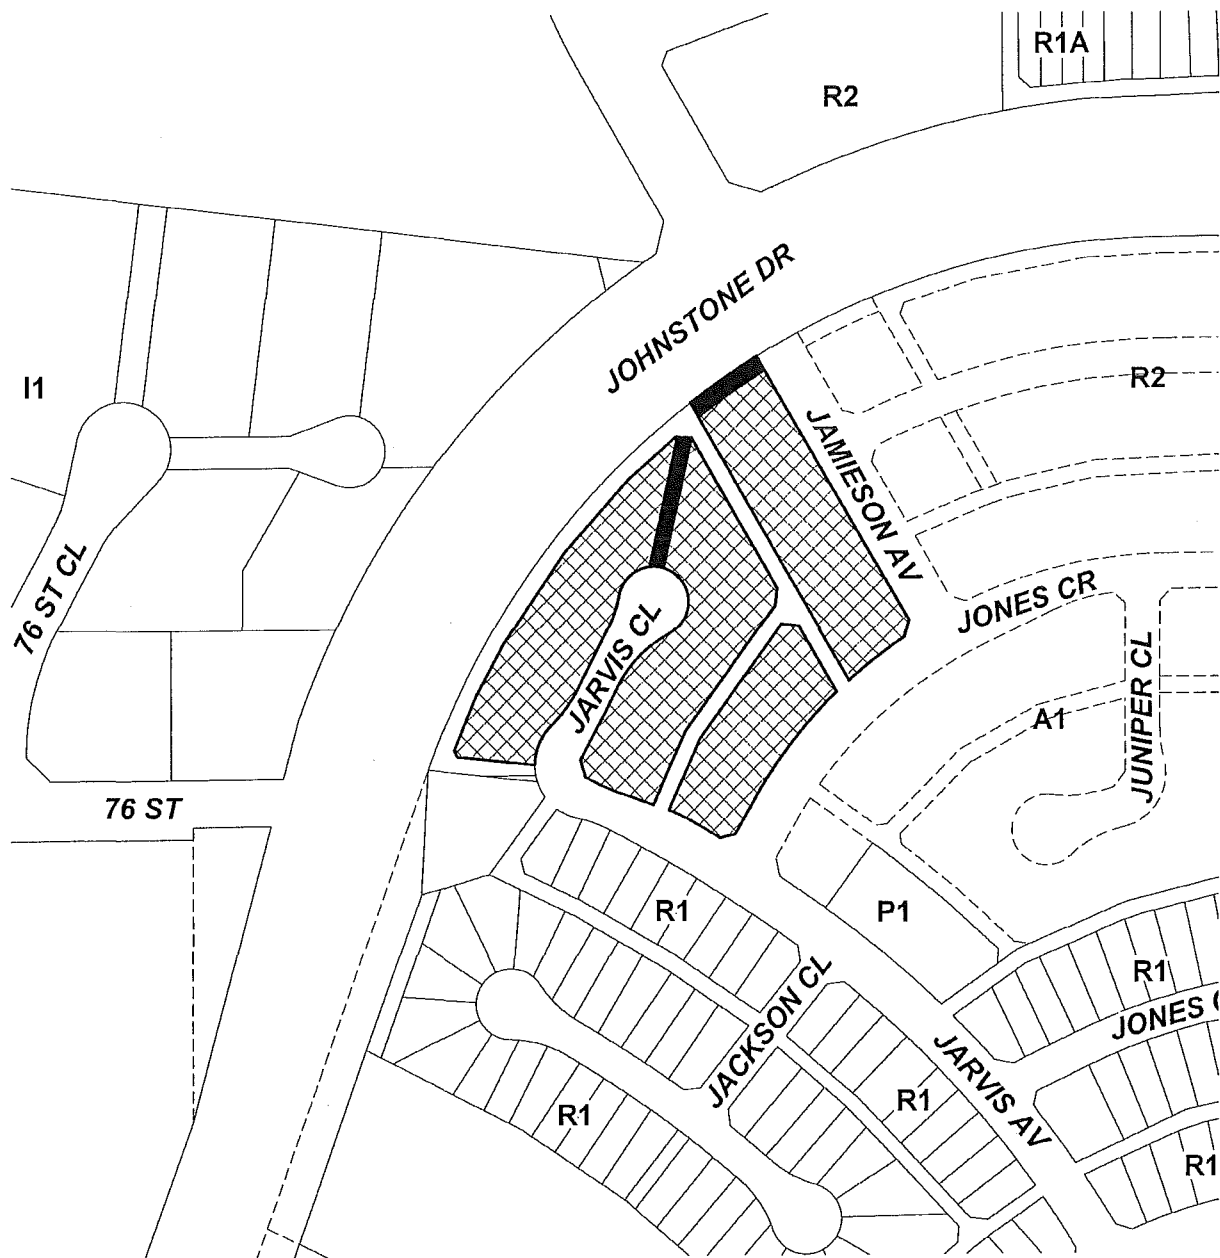 R1A
R2
JOHNSTONE DR
I1
R2
JAMIESON AV
76 ST CL
JONES CR
JARVIS CL
A1
JUNIPER CL
76 ST
R1
P1
R1
JACKSON CL
JONES C
JARVIS AV
R1
R1
R1